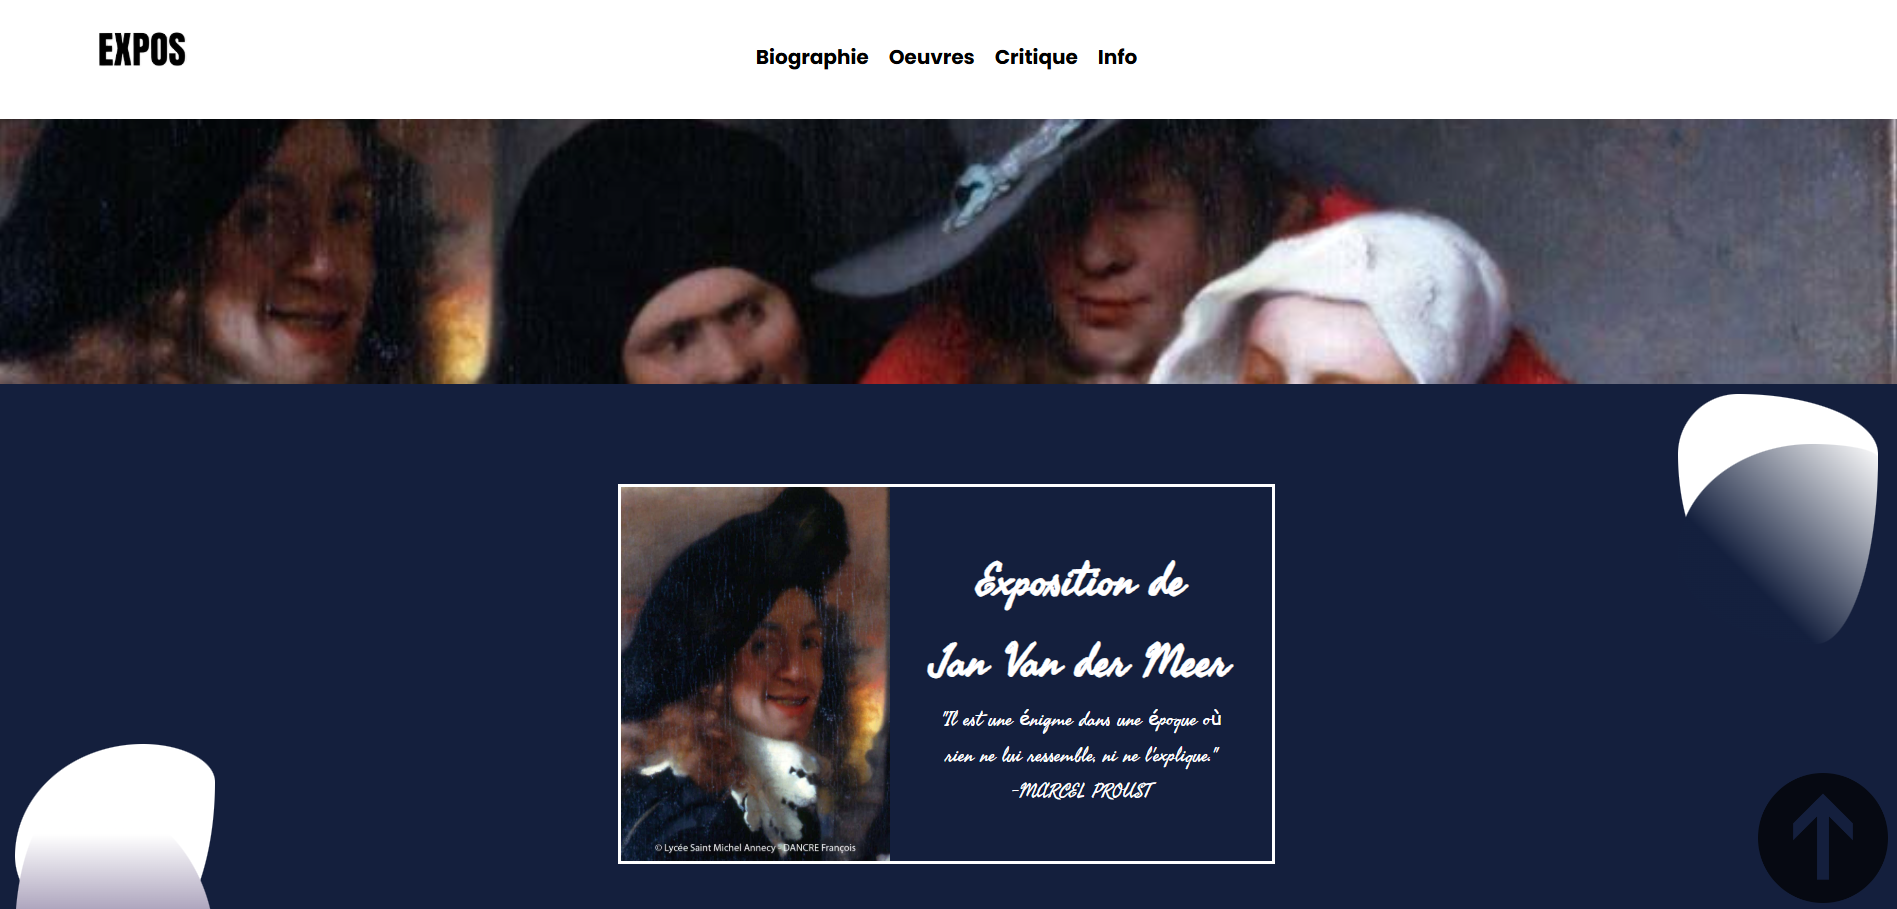 EXPOS
Biographie Oeuvres Critique Info
Exposition de
Jan Van der Meer
"Il est une énigme dans une époque où
rien ne lui ressemble, ni ne l'explique."
-MARCEL PROUST
© Lycée Saint Michel Annecy - DANCRE François